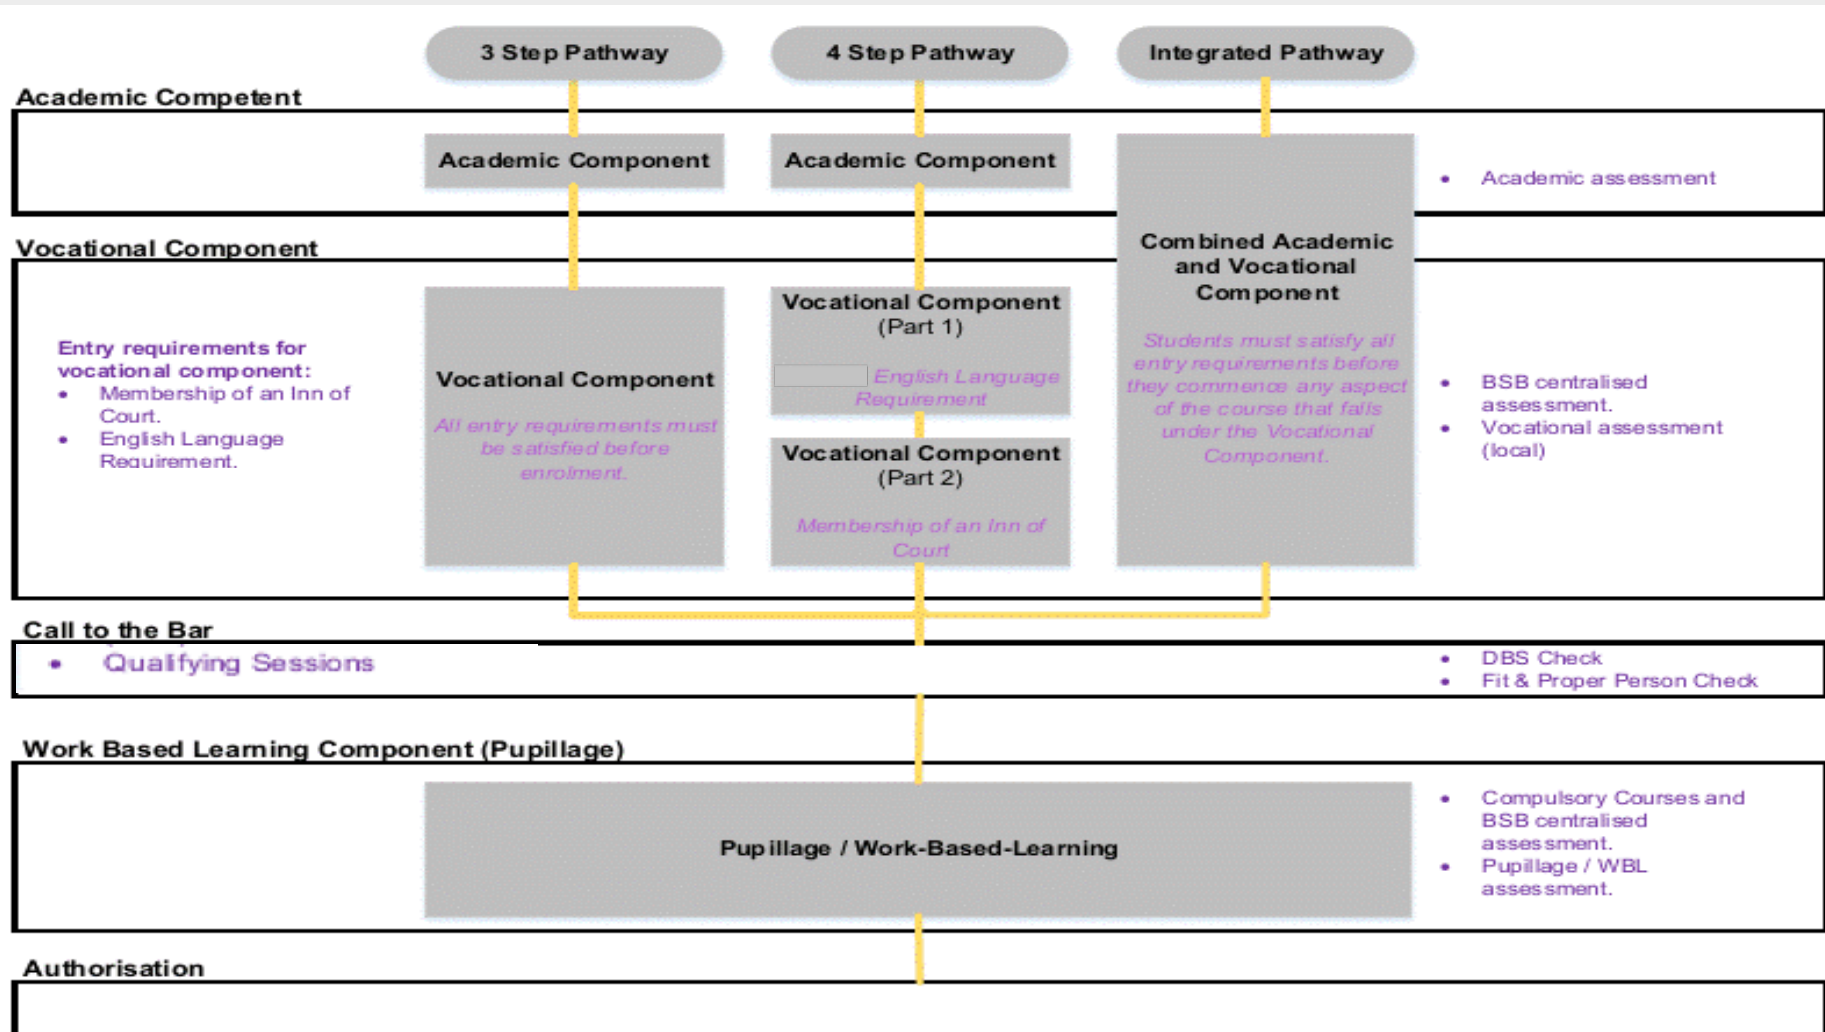 3 Step Pathway
4 Step Pathway
Integrated Pathway
Academic Competent
Academic Component
Academic Component
• Academic assessment
Vocational Component
Entry requirements for
vocational component:
• Membership of an Inn of
Court.
• English Language
Requirement.
Vocational Component
All entry requirements must
be satisfied before
enrolment.
Vocational Component
(Part 1)
English Language
Requirement
Vocational Component
(Part 2)
Membership of an Inn of
Court
Combined Academic
and Vocational
Component
Students must satisfy all
entry requirements before
they commence any aspect
of the course that falls
under the Vocational
Component.
• BSB centralised
assessment.
• Vocational assessment
(local)
Call to the Bar
• Qualifying Sessions
• DBS Check
• Fit & Proper Person Check
Work Based Learning Component (Pupillage)
Pupillage / Work-Based-Learning
• Compulsory Courses and
BSB centralised
assessment.
• Pupillage / WBL
assessment.
Authorisation